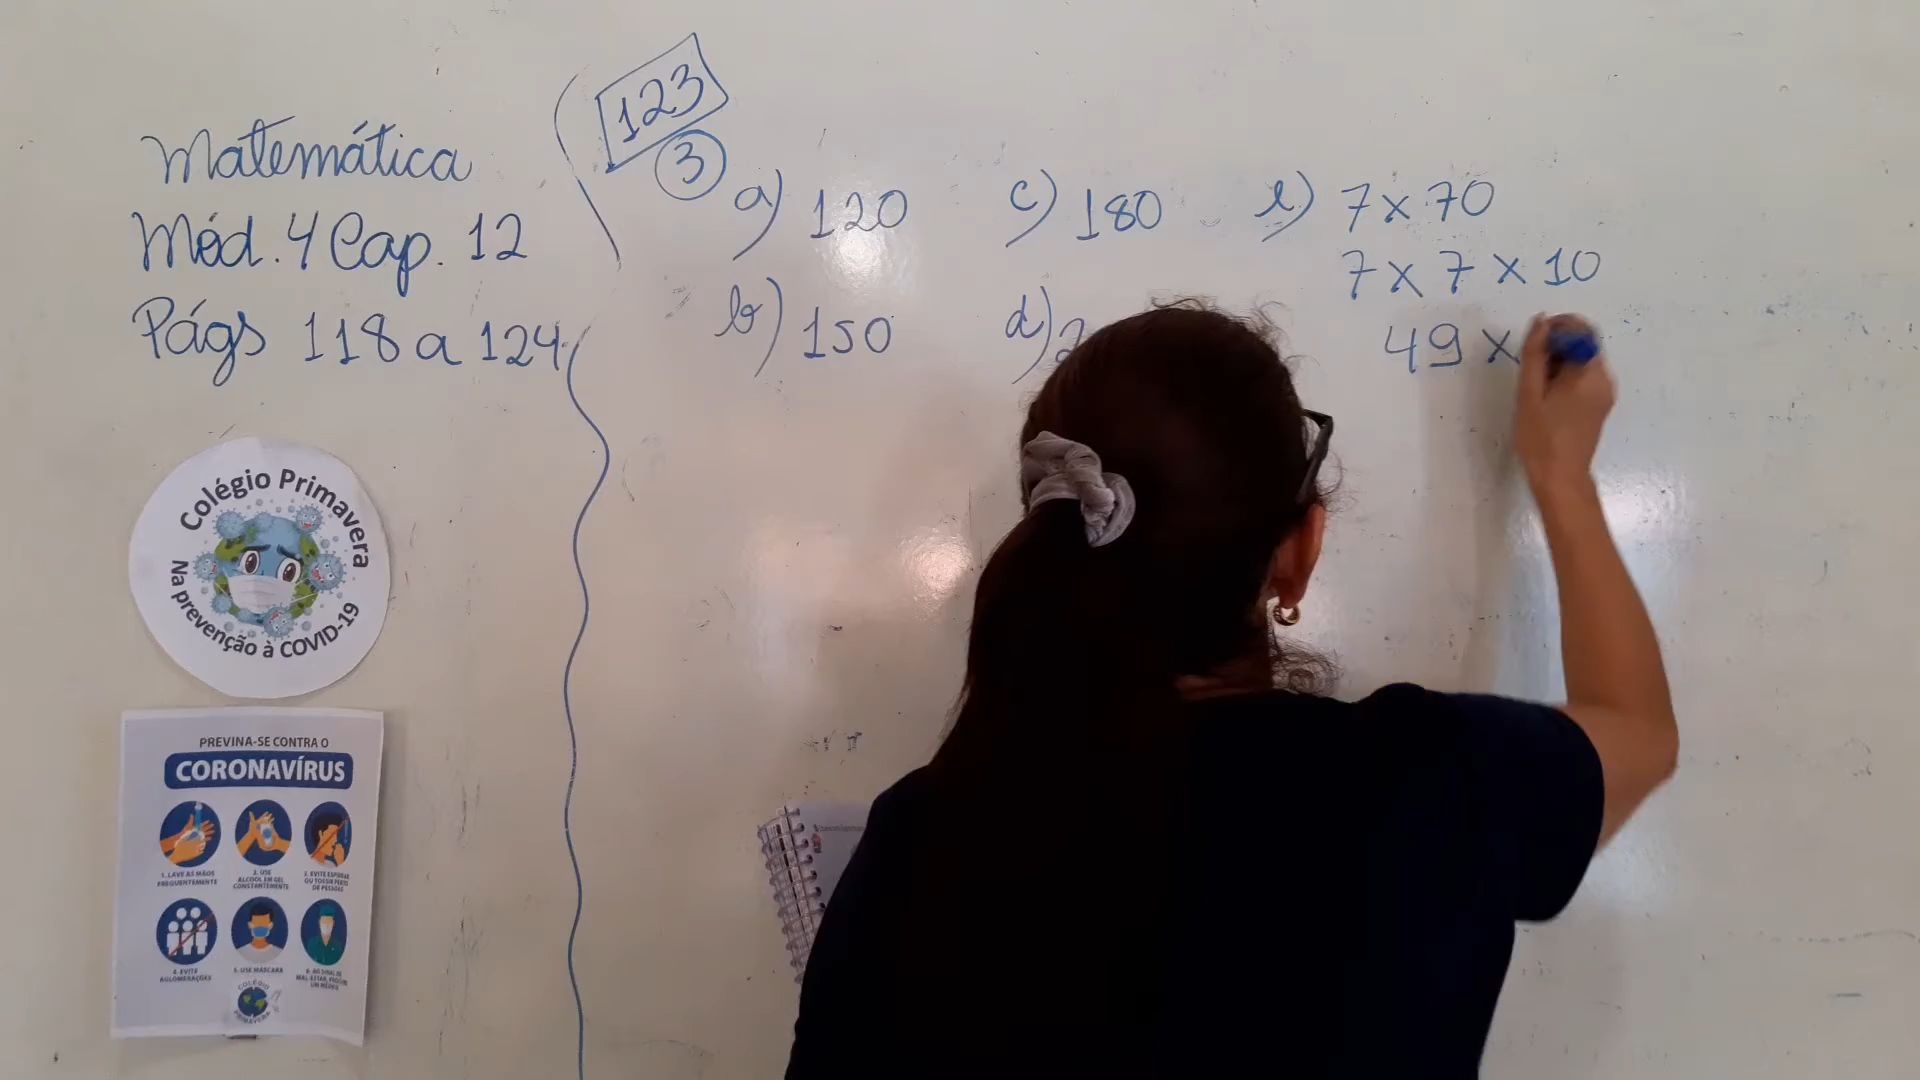 Matemática
Mód. 4 Cap. 12
Págs 118 a 124
123
3
a) 120
b) 150
c) 180
d) 2
e) 7 x 70
7 x 7 x 10
49 x
Colégio Primavera
Na prevenção à COVID-19
PREVINA-SE CONTRA O
CORONAVÍRUS
1. LAVE AS MÃOS
FREQUENTEMENTE
2. USE
ÁLCOOL EM GEL
CONSTANTEMENTE
3. EVITE ESPIRRAR
OU TOSSIR PERTO
DE PESSOAS
4. EVITE
AGLOMERAÇÕES
5. USE MÁSCARA
6. AO SINAL DE
MAL ESTAR, PROCURE
UM MÉDICO
COLÉGIO
PRIMAVERA